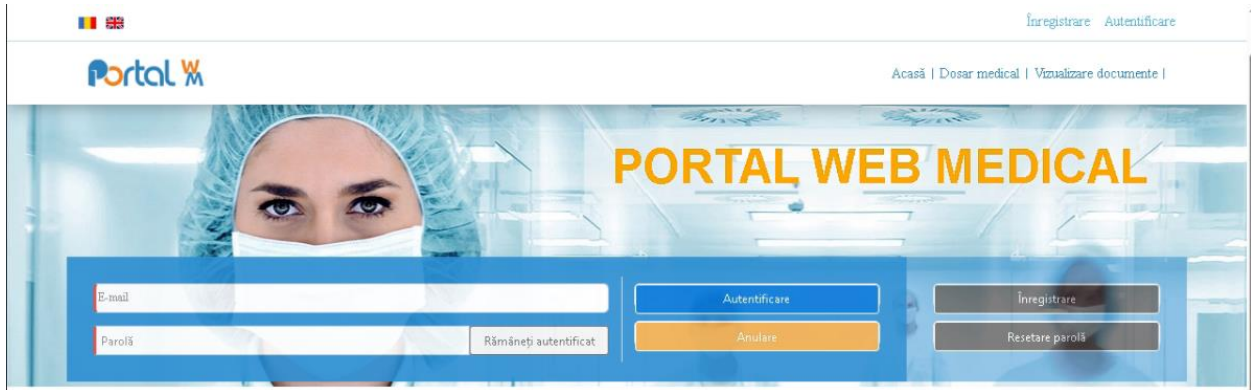 Înregistrare Autentificare
Portal WM
Acasă | Dosar medical | Vizualizare documente |
PORTAL WEB MEDICAL
E-mail
Autentificare
Înregistrare
Parolă
Rămâneți autentificat
Anulare
Resetare parolă